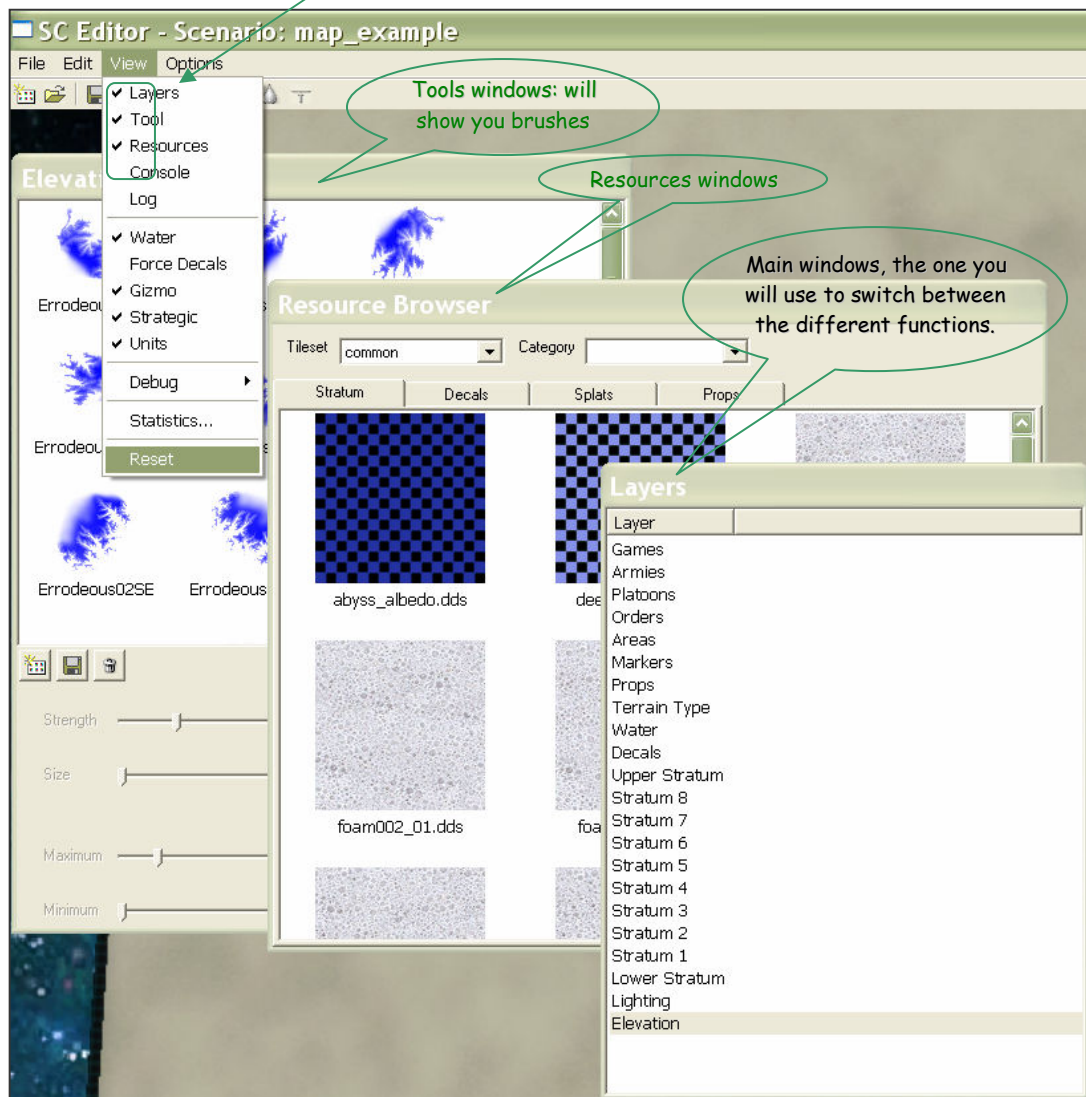 SC Editor - Scenario: map_example
File Edit View Options
Layers
Tool
Resources
Console
Log
Water
Force Decals
Gizmo
Strategic
Units
Debug
Statistics...
Reset
Tools windows: will
show you brushes
Resources windows
Main windows, the one you
will use to switch between
the different functions.
Errodeous02SE
Strength
Size
Maximum
Minimum
Resource Browser
Tileset common Category
Stratum Decals Splats Props
abyss_albedo.dds
foam002_01.dds
Layers
Layer
Games
Armies
Platoons
Orders
Areas
Markers
Props
Terrain Type
Water
Decals
Upper Stratum
Stratum 8
Stratum 7
Stratum 6
Stratum 5
Stratum 4
Stratum 3
Stratum 2
Stratum 1
Lower Stratum
Lighting
Elevation